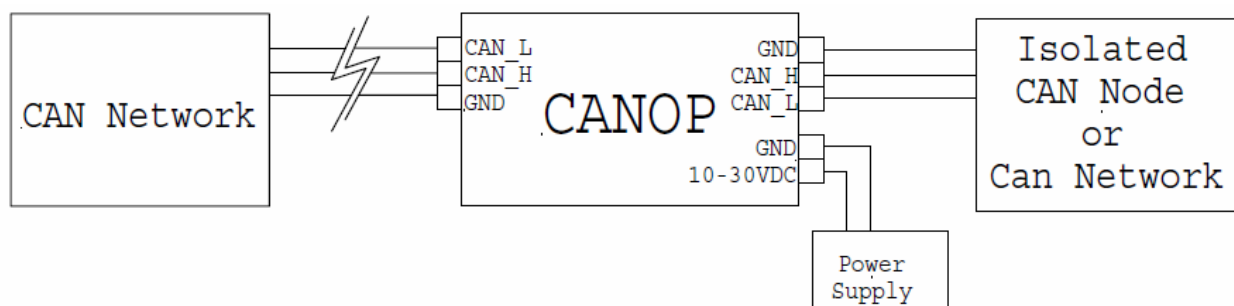 CAN Network
CAN_L
CAN_H
GND
CANOP
GND
CAN_H
CAN_L
GND
10-30VDC
Isolated
CAN Node
or
Can Network
Power
Supply